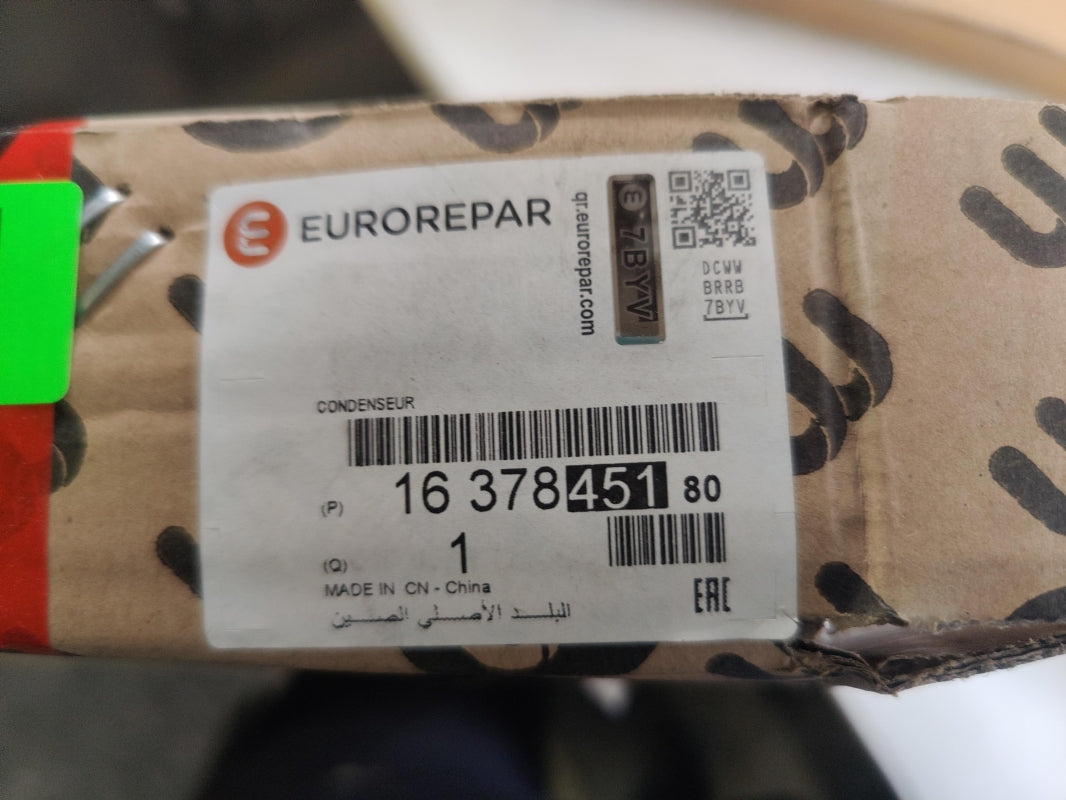 EUROREPAR
qr.eurorepar.com
7BYV
DCWW
BRRB
7BYV
CONDENSEUR
(P) 16 378 451 80
(Q) 1
MADE IN CN - China
البلد الأصلي الصين
EAC